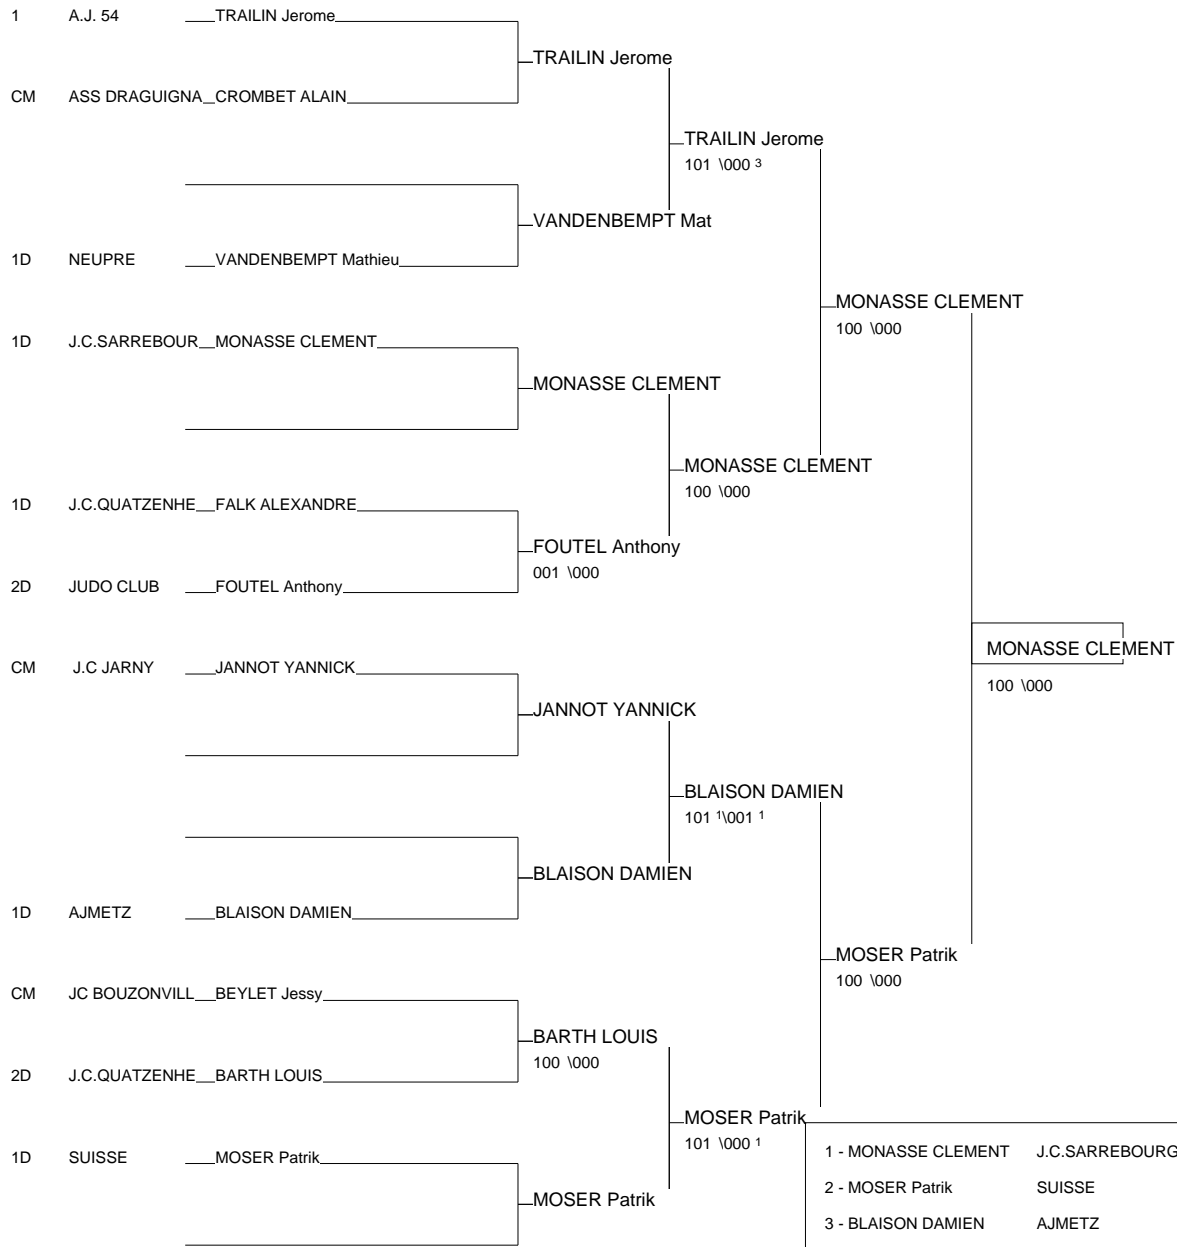 1 A.J. 54 TRAILIN Jerome
TRAILIN Jerome
CM ASS DRAGUIGNA CROMBET ALAIN
TRAILIN Jerome
101 \000 3
VANDENBEMPT Mat
1D NEUPRE VANDENBEMPT Mathieu
MONASSE CLEMENT
100 \000
1D J.C.SARREBOUR MONASSE CLEMENT
MONASSE CLEMENT
MONASSE CLEMENT
100 \000
1D J.C.QUATZENHE FALK ALEXANDRE
FOUTEL Anthony
001 \000
2D JUDO CLUB FOUTEL Anthony
MONASSE CLEMENT
100 \000
CM J.C JARNY JANNOT YANNICK
JANNOT YANNICK
BLAISON DAMIEN
101 1\001 1
BLAISON DAMIEN
1D AJMETZ BLAISON DAMIEN
MOSER Patrik
100 \000
CM JC BOUZONVILL BEYLET Jessy
BARTH LOUIS
100 \000
2D J.C.QUATZENHE BARTH LOUIS
MOSER Patrik
101 \000 1
1D SUISSE MOSER Patrik
MOSER Patrik
1 - MONASSE CLEMENT J.C.SARREBOURG
2 - MOSER Patrik SUISSE
3 - BLAISON DAMIEN AJMETZ